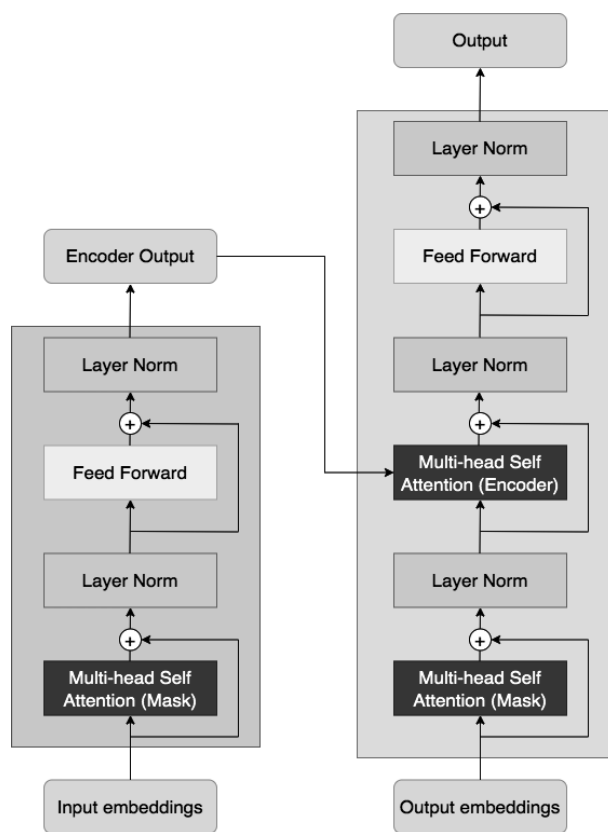 Output
Layer Norm
+
Feed Forward
Layer Norm
+
Multi-head Self
Attention (Encoder)
Layer Norm
+
Multi-head Self
Attention (Mask)
Output embeddings
Encoder Output
Layer Norm
+
Feed Forward
Layer Norm
+
Multi-head Self
Attention (Mask)
Input embeddings